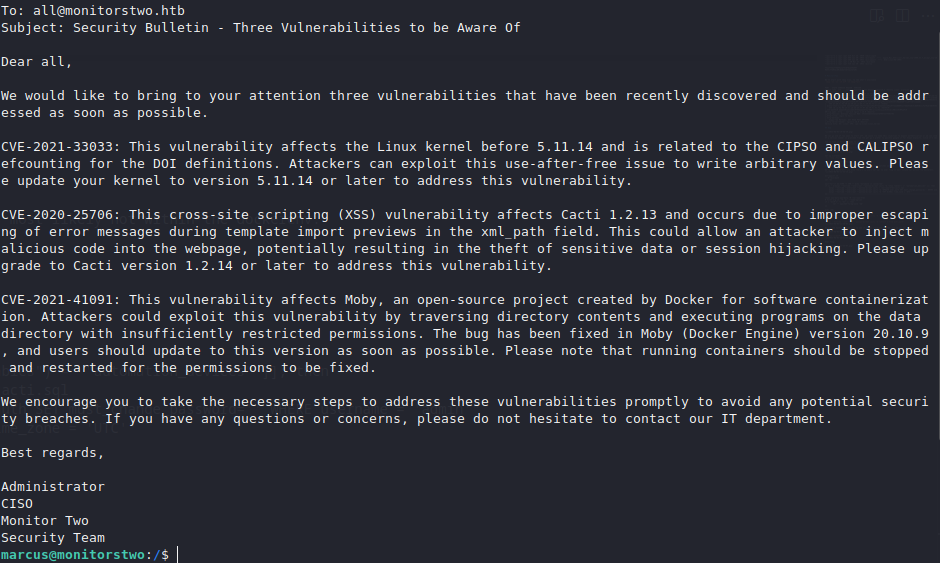 To: all@monitorstwo.htb
Subject: Security Bulletin - Three Vulnerabilities to be Aware Of
Dear all,
We would like to bring to your attention three vulnerabilities that have been recently discovered and should be addr
essed as soon as possible.
CVE-2021-33033: This vulnerability affects the Linux kernel before 5.11.14 and is related to the CIPSO and CALIPSO r
efcounting for the DOI definitions. Attackers can exploit this use-after-free issue to write arbitrary values. Pleas
e update your kernel to version 5.11.14 or later to address this vulnerability.
CVE-2020-25706: This cross-site scripting (XSS) vulnerability affects Cacti 1.2.13 and occurs due to improper escapi
ng of error messages during template import previews in the xml_path field. This could allow an attacker to inject m
alicious code into the webpage, potentially resulting in the theft of sensitive data or session hijacking. Please up
grade to Cacti version 1.2.14 or later to address this vulnerability.
CVE-2021-41091: This vulnerability affects Moby, an open-source project created by Docker for software containerizat
ion. Attackers could exploit this vulnerability by traversing directory contents and executing programs on the data
directory with insufficiently restricted permissions. The bug has been fixed in Moby (Docker Engine) version 20.10.9
, and users should update to this version as soon as possible. Please note that running containers should be stopped
and restarted for the permissions to be fixed.
We encourage you to take the necessary steps to address these vulnerabilities promptly to avoid any potential securi
ty breaches. If you have any questions or concerns, please do not hesitate to contact our IT department.
Best regards,
Administrator
CISO
Monitor Two
Security Team
marcus@monitorstwo:/$